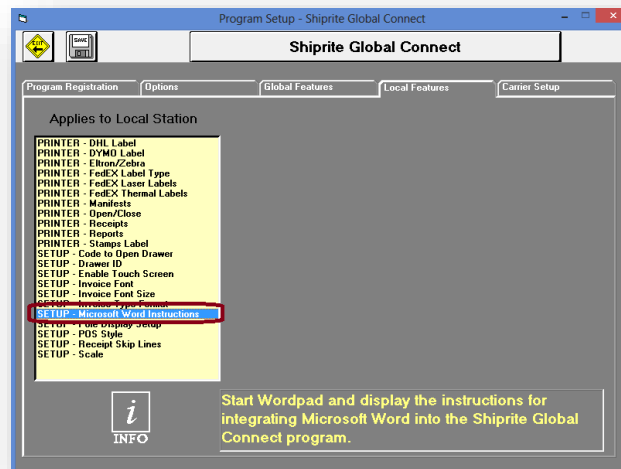 Program Setup - Shiprite Global Connect
EXIT
SAVE
Shiprite Global Connect
Program Registration
Options
Global Features
Local Features
Carrier Setup
Applies to Local Station
PRINTER - DHL Label
PRINTER - DYMO Label
PRINTER - Eltron/Zebra
PRINTER - FedEX Label Type
PRINTER - FedEX Laser Labels
PRINTER - FedEX Thermal Labels
PRINTER - Manifests
PRINTER - Open/Close
PRINTER - Receipts
PRINTER - Reports
PRINTER - Stamps Label
SETUP - Code to Open Drawer
SETUP - Drawer ID
SETUP - Enable Touch Screen
SETUP - Invoice Font
SETUP - Invoice Font Size
SETUP - Invoice Type Format
SETUP - Microsoft Word Instructions
SETUP - Pole Display Setup
SETUP - POS Style
SETUP - Receipt Skip Lines
SETUP - Scale
i
INFO
Start Wordpad and display the instructions for
integrating Microsoft Word into the Shiprite Global
Connect program.